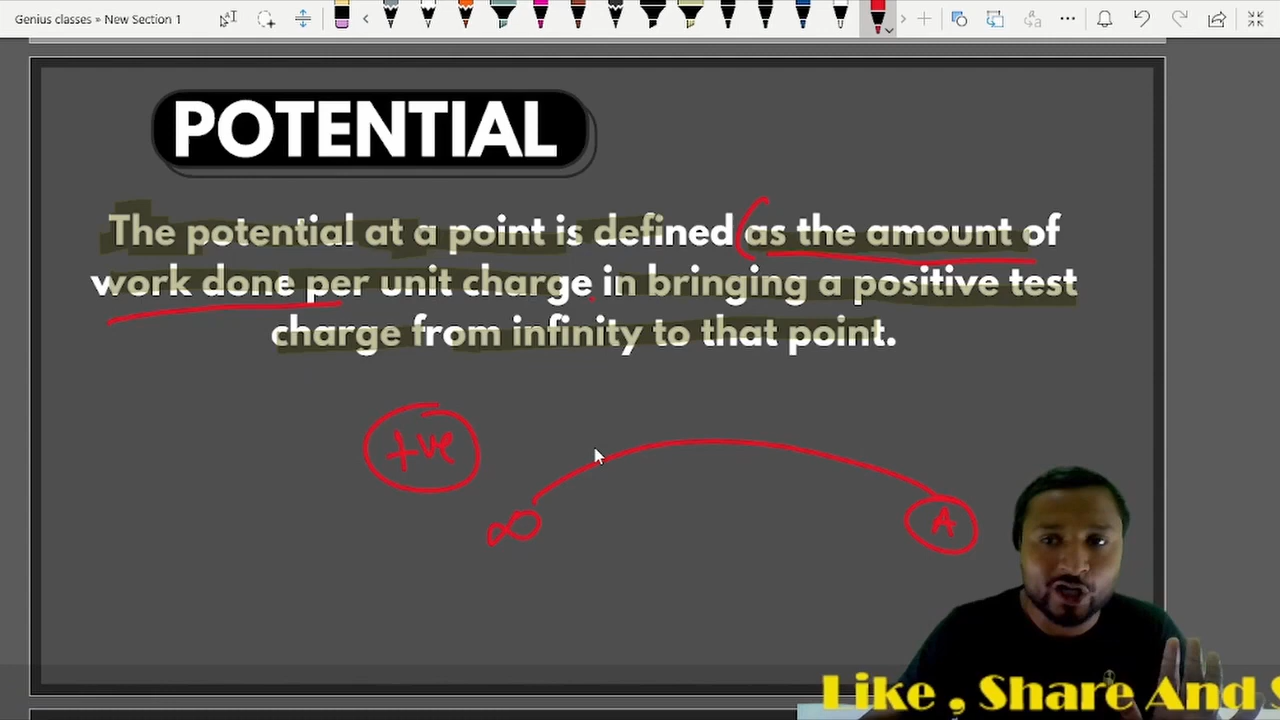 Genius classes » New Section 1
POTENTIAL
The potential at a point is defined as the amount of
work done per unit charge in bringing a positive test
charge from infinity to that point.
+ve
∞
A
Like , Share And S